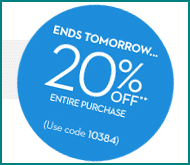 ENDS TOMORROW...
20%
OFF**
ENTIRE PURCHASE
(Use code 10384)